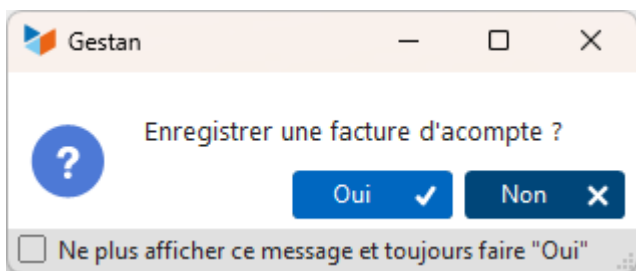 Gestan
Enregistrer une facture d'acompte ?
Oui
Non
Ne plus afficher ce message et toujours faire "Oui"